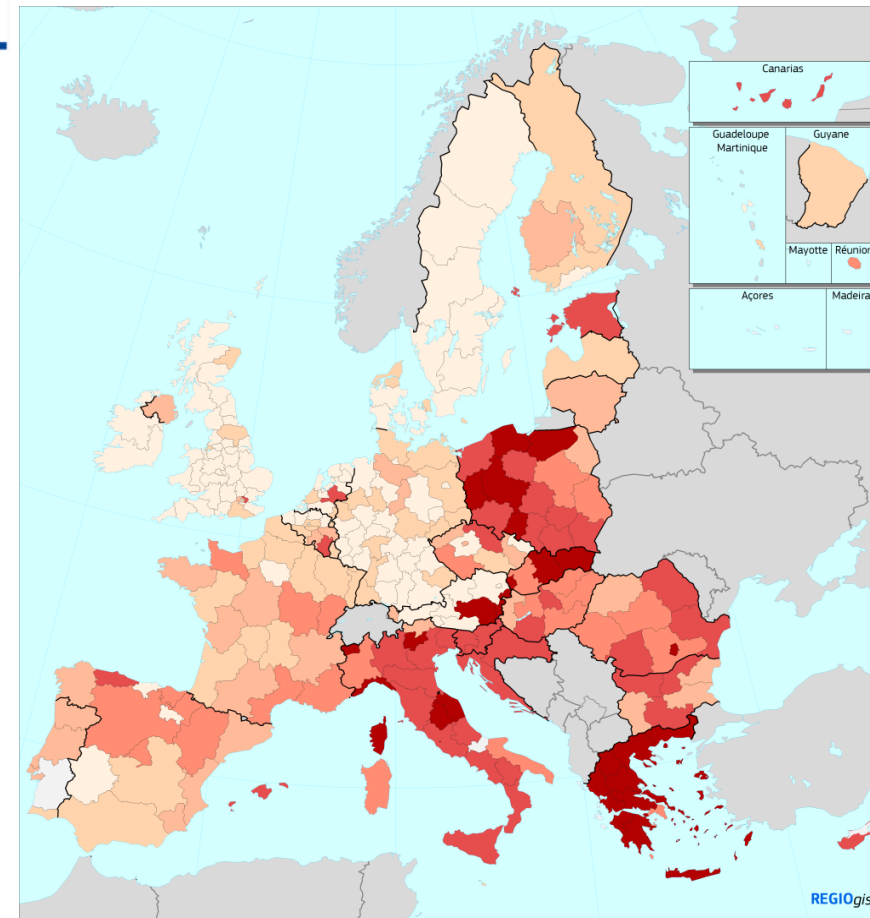 Canarias
Guadeloupe
Martinique
Guyane
Mayotte
Réunion
Açores
Madeira
REGIOgis